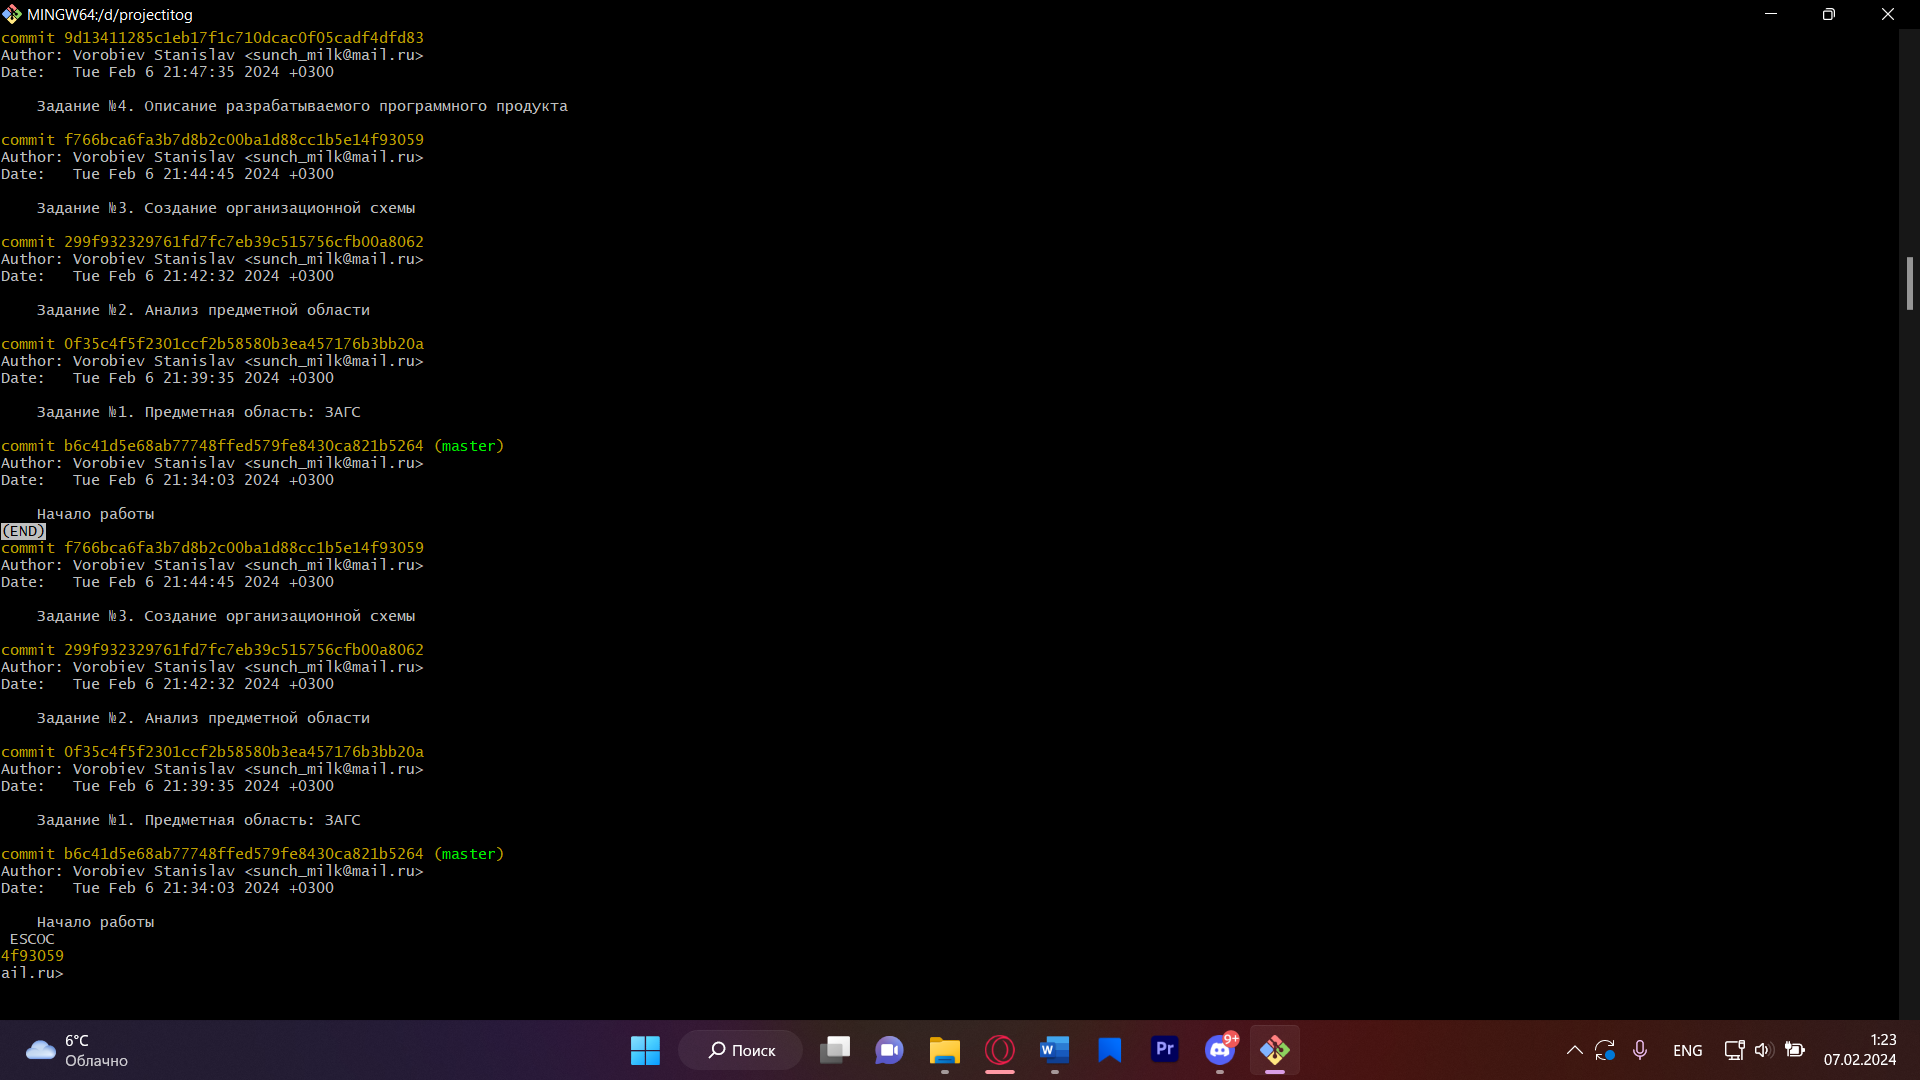 MINGW64:/d/projectitog
commit 9d13411285c1eb17f1c710dcac0f05cadf4dfd83
Author: Vorobiev Stanislav <sunch_milk@mail.ru>
Date:   Tue Feb 6 21:47:35 2024 +0300
Задание №4. Описание разрабатываемого программного продукта
commit f766bca6fa3b7d8b2c00ba1d88cc1b5e14f93059
Author: Vorobiev Stanislav <sunch_milk@mail.ru>
Date:   Tue Feb 6 21:44:45 2024 +0300
Задание №3. Создание организационной схемы
commit 299f932329761fd7fc7eb39c515756cfb00a8062
Author: Vorobiev Stanislav <sunch_milk@mail.ru>
Date:   Tue Feb 6 21:42:32 2024 +0300
Задание №2. Анализ предметной области
commit 0f35c4f5f2301ccf2b58580b3ea457176b3bb20a
Author: Vorobiev Stanislav <sunch_milk@mail.ru>
Date:   Tue Feb 6 21:39:35 2024 +0300
Задание №1. Предметная область: ЗАГС
commit b6c41d5e68ab77748ffed579fe8430ca821b5264 (master)
Author: Vorobiev Stanislav <sunch_milk@mail.ru>
Date:   Tue Feb 6 21:34:03 2024 +0300
Начало работы
(END)
commit f766bca6fa3b7d8b2c00ba1d88cc1b5e14f93059
Author: Vorobiev Stanislav <sunch_milk@mail.ru>
Date:   Tue Feb 6 21:44:45 2024 +0300
Задание №3. Создание организационной схемы
commit 299f932329761fd7fc7eb39c515756cfb00a8062
Author: Vorobiev Stanislav <sunch_milk@mail.ru>
Date:   Tue Feb 6 21:42:32 2024 +0300
Задание №2. Анализ предметной области
commit 0f35c4f5f2301ccf2b58580b3ea457176b3bb20a
Author: Vorobiev Stanislav <sunch_milk@mail.ru>
Date:   Tue Feb 6 21:39:35 2024 +0300
Задание №1. Предметная область: ЗАГС
commit b6c41d5e68ab77748ffed579fe8430ca821b5264 (master)
Author: Vorobiev Stanislav <sunch_milk@mail.ru>
Date:   Tue Feb 6 21:34:03 2024 +0300
Начало работы
ESCOC
4f93059
ail.ru>
6°C
Облачно
Поиск
W
Pr
9+
ENG
1:23
07.02.2024